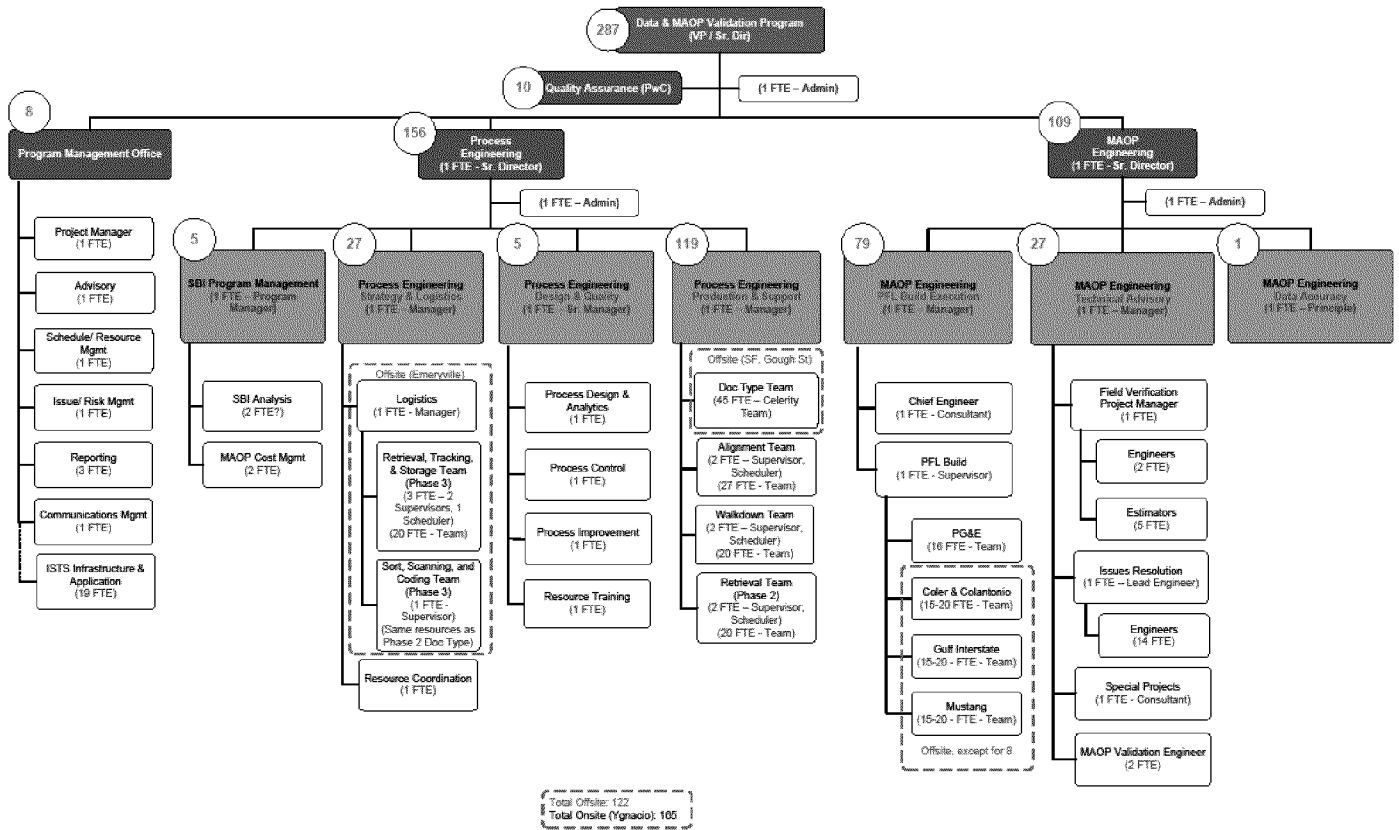 287
Data & MAOP Validation Program
(VP / Sr. Dir)
10
Quality Assurance (PwC)
(1 FTE – Admin)
8
Program Management Office
156
Process
Engineering
(1 FTE - Sr. Director)
109
MAOP
Engineering
(1 FTE - Sr. Director)
(1 FTE – Admin)
(1 FTE – Admin)
Project Manager
(1 FTE)
Advisory
(1 FTE)
Schedule/ Resource
Mgmt
(1 FTE)
Issue/ Risk Mgmt
(1 FTE)
Reporting
(3 FTE)
Communications Mgmt
(1 FTE)
ISTS Infrastructure &
Application
(19 FTE)
5
SBI Program Management
(1 FTE – Program
Manager)
SBI Analysis
(2 FTE?)
MAOP Cost Mgmt
(2 FTE)
27
Process Engineering
Strategy & Logistics
(1 FTE – Manager)
Offsite (Emeryville)
Logistics
(1 FTE - Manager)
Retrieval, Tracking,
& Storage Team
(Phase 3)
(3 FTE – 2
Supervisors, 1
Scheduler)
(20 FTE - Team)
Sort, Scanning, and
Coding Team
(Phase 3)
(1 FTE -
Supervisor)
(Same resources as
Phase 2 Doc Type)
Resource Coordination
(1 FTE)
5
Process Engineering
Design & Quality
(1 FTE – Sr. Manager)
Process Design &
Analytics
(1 FTE)
Process Control
(1 FTE)
Process Improvement
(1 FTE)
Resource Training
(1 FTE)
119
Process Engineering
Production & Support
(1 FTE – Manager)
Offsite (SF, Gough St)
Doc Type Team
(45 FTE – Celerity
Team)
Alignment Team
(2 FTE – Supervisor,
Scheduler)
(27 FTE - Team)
Walkdown Team
(2 FTE – Supervisor,
Scheduler)
(20 FTE - Team)
Retrieval Team
(Phase 2)
(2 FTE – Supervisor,
Scheduler)
(20 FTE - Team)
79
MAOP Engineering
PFL Build Execution
(1 FTE – Manager)
Chief Engineer
(1 FTE - Consultant)
PFL Build
(1 FTE - Supervisor)
PG&E
(16 FTE - Team)
Coler & Colantonio
(15-20 FTE - Team)
Gulf Interstate
(15-20 - FTE - Team)
Mustang
(15-20 - FTE - Team)
Offsite, except for 8
27
MAOP Engineering
Technical Advisory
(1 FTE – Manager)
Field Verification
Project Manager
(1 FTE)
Engineers
(2 FTE)
Estimators
(5 FTE)
Issues Resolution
(1 FTE – Lead Engineer)
Engineers
(14 FTE)
Special Projects
(1 FTE - Consultant)
MAOP Validation Engineer
(2 FTE)
1
MAOP Engineering
Data Accuracy
(1 FTE – Principle)
Total Offsite: 122
Total Onsite (Ygnacio): 165